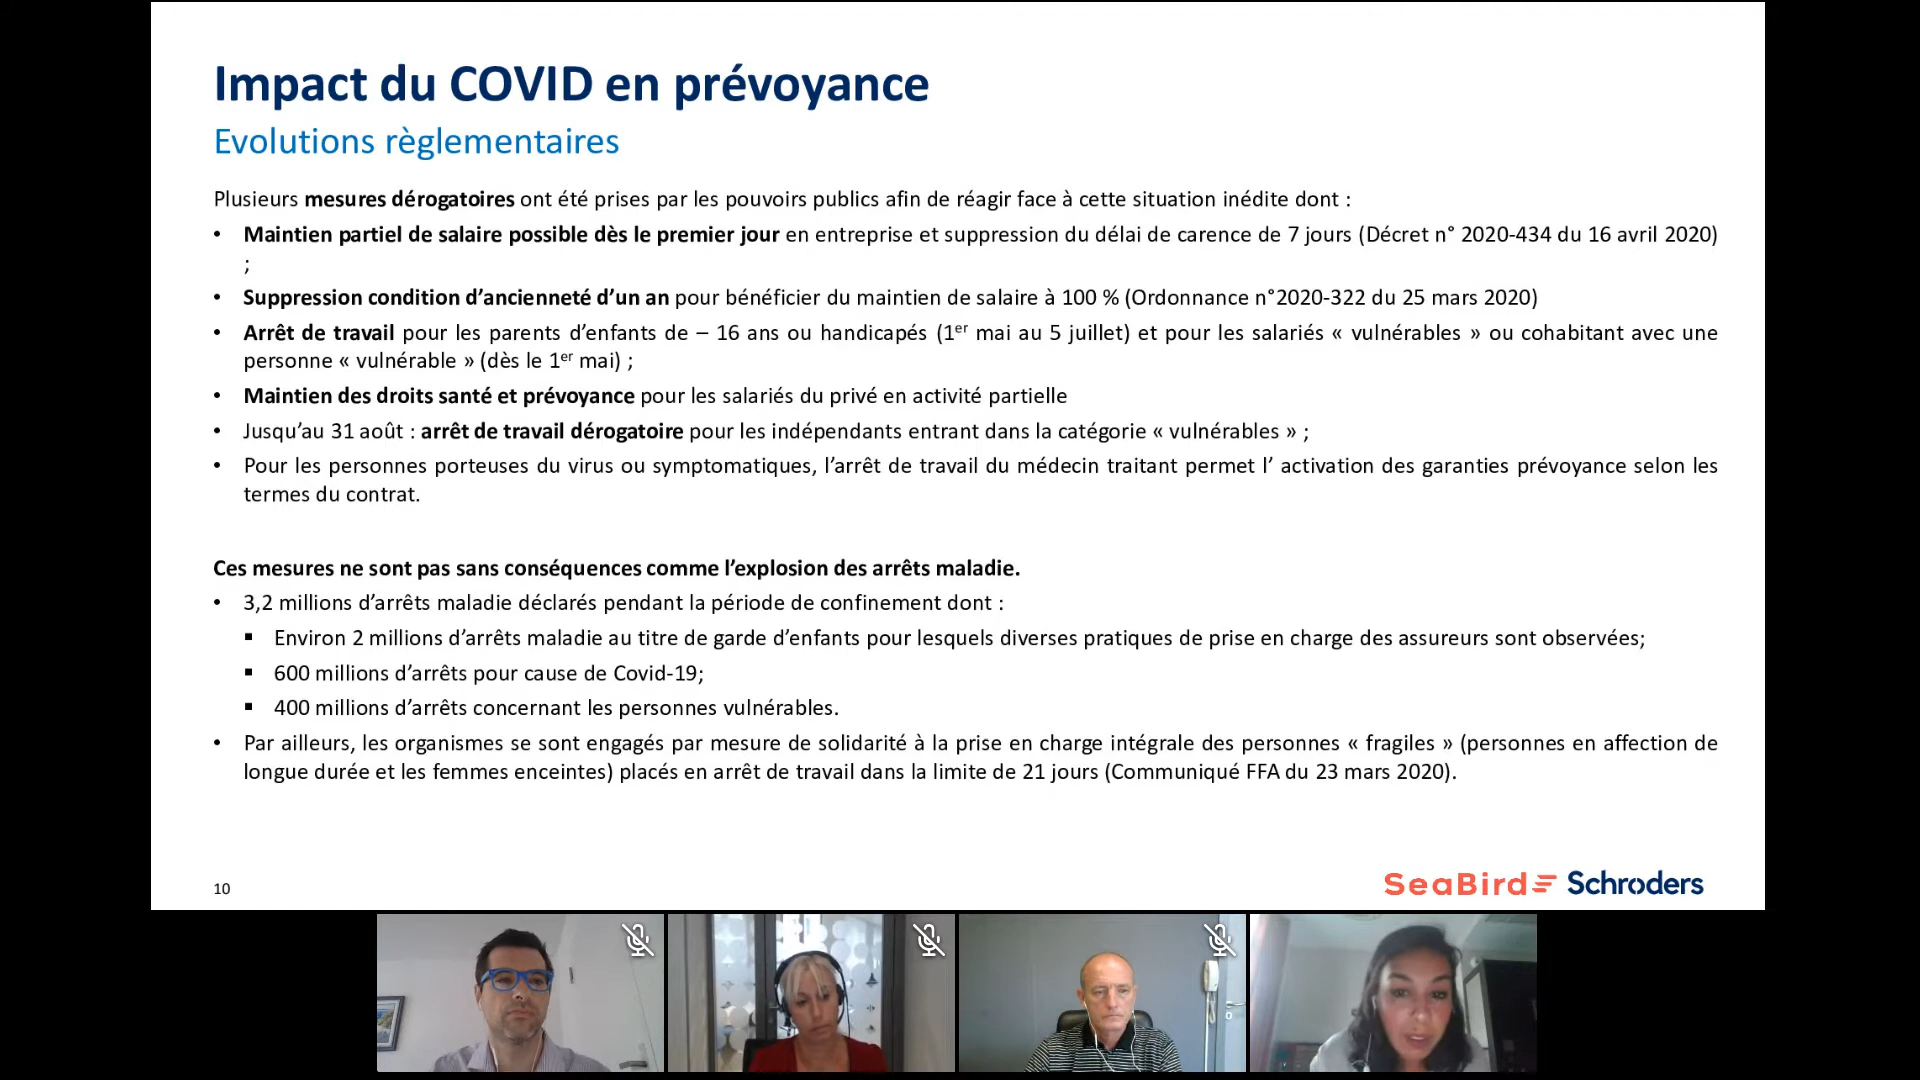 Impact du COVID en prévoyance
Evolutions règlementaires
Plusieurs mesures dérogatoires ont été prises par les pouvoirs publics afin de réagir face à cette situation inédite dont :
• Maintien partiel de salaire possible dès le premier jour en entreprise et suppression du délai de carence de 7 jours (Décret n° 2020-434 du 16 avril 2020)
;
• Suppression condition d’ancienneté d’un an pour bénéficier du maintien de salaire à 100 % (Ordonnance n°2020-322 du 25 mars 2020)
• Arrêt de travail pour les parents d’enfants de – 16 ans ou handicapés (1er mai au 5 juillet) et pour les salariés « vulnérables » ou cohabitant avec une
personne « vulnérable » (dès le 1er mai) ;
• Maintien des droits santé et prévoyance pour les salariés du privé en activité partielle
• Jusqu’au 31 août : arrêt de travail dérogatoire pour les indépendants entrant dans la catégorie « vulnérables » ;
• Pour les personnes porteuses du virus ou symptomatiques, l’arrêt de travail du médecin traitant permet l’ activation des garanties prévoyance selon les
termes du contrat.
Ces mesures ne sont pas sans conséquences comme l’explosion des arrêts maladie.
• 3,2 millions d’arrêts maladie déclarés pendant la période de confinement dont :
▪ Environ 2 millions d’arrêts maladie au titre de garde d’enfants pour lesquels diverses pratiques de prise en charge des assureurs sont observées;
▪ 600 millions d’arrêts pour cause de Covid-19;
▪ 400 millions d’arrêts concernant les personnes vulnérables.
• Par ailleurs, les organismes se sont engagés par mesure de solidarité à la prise en charge intégrale des personnes « fragiles » (personnes en affection de
longue durée et les femmes enceintes) placés en arrêt de travail dans la limite de 21 jours (Communiqué FFA du 23 mars 2020).
10
SeaBird Schroders